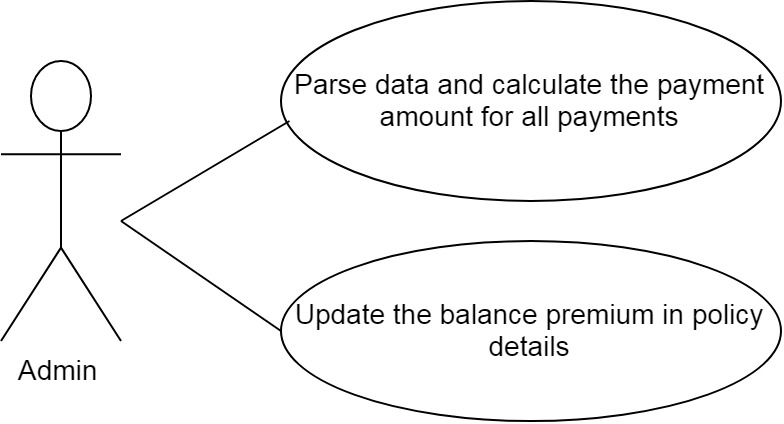 Parse data and calculate the payment
amount for all payments
Update the balance premium in policy
details
Admin